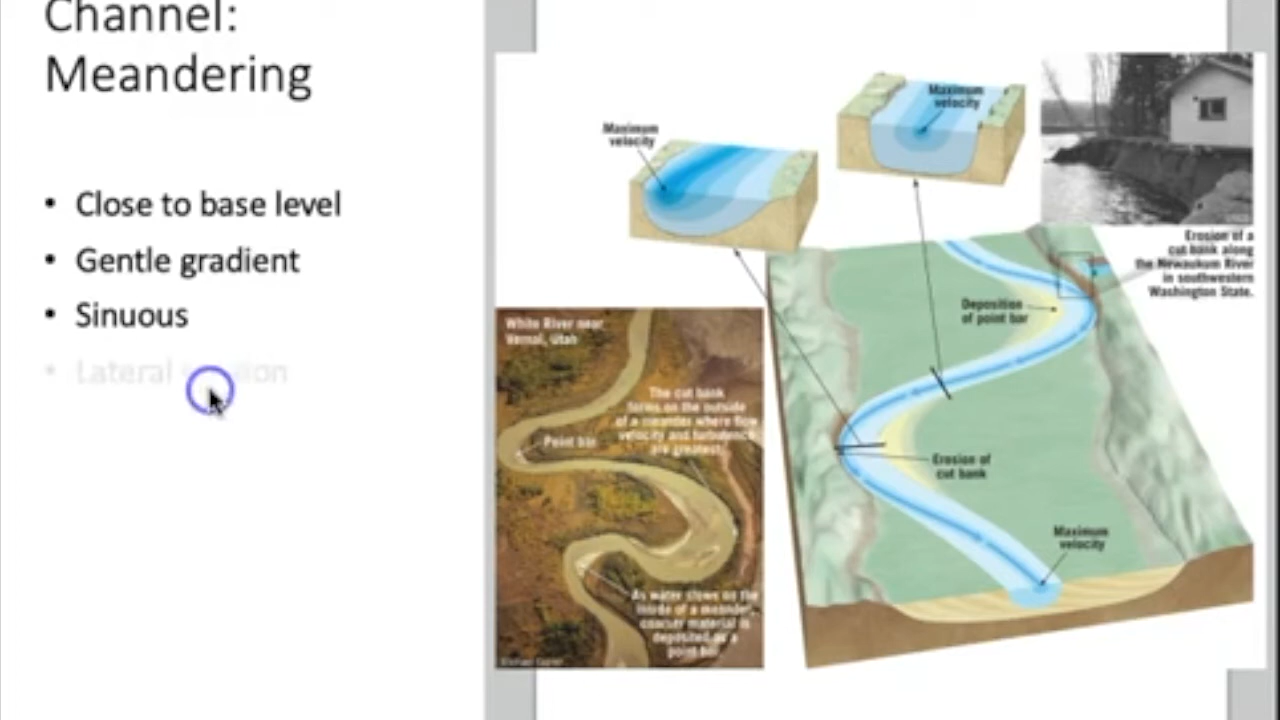 Channel:
Meandering
• Close to base level
• Gentle gradient
• Sinuous
• Lateral
Maximum
velocity
Maximum
velocity
Erosion of a
cut bank along
the Newaukum River
in southwestern
Washington State.
Deposition
of point bar
Erosion of
cut bank
Maximum
velocity
White River near
Vernal, Utah
The cut bank
forms on the outside
of a meander where flow
velocity and turbulence
are greatest.
Point bar
As water slows on the
inside of a meander,
coarser material is
deposited as a
point bar.